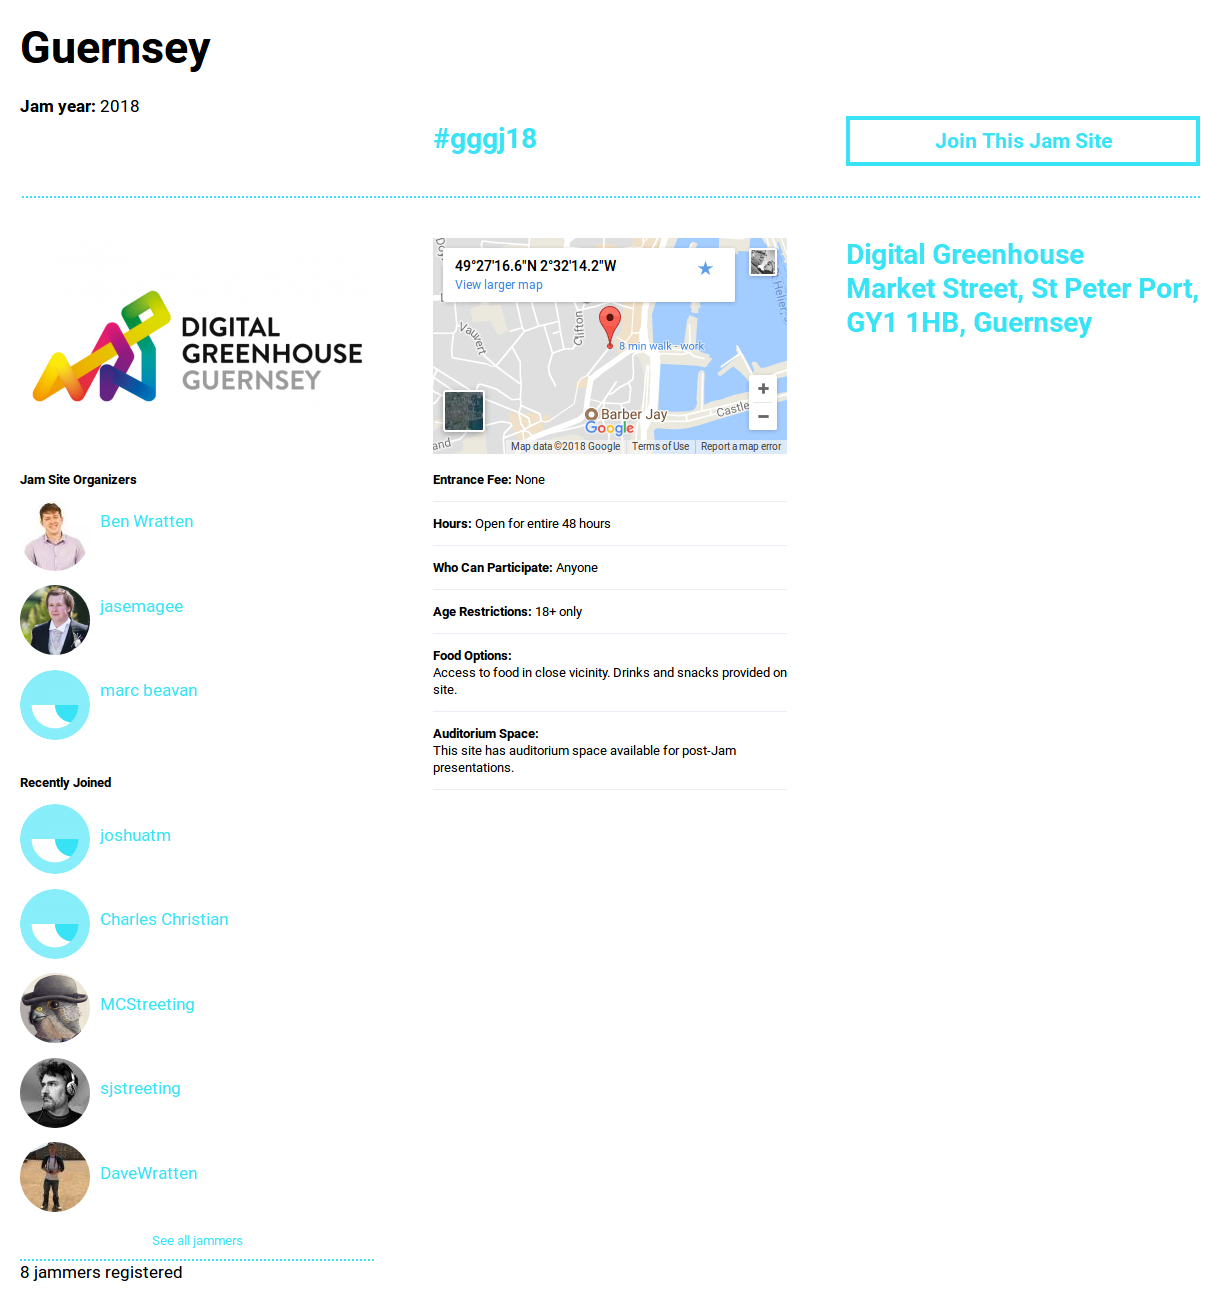 Guernsey
Jam year: 2018
#gggj18
Join This Jam Site
DIGITAL
GREENHOUSE
GUERNSEY
49°27'16.6"N 2°32'14.2"W
View larger map
Clifton
Vauvert
8 min walk - work
Barber Jay
Castle
Google
Map data ©2018 Google
Terms of Use
Report a map error
Digital Greenhouse
Market Street, St Peter Port,
GY1 1HB, Guernsey
Jam Site Organizers
Ben Wratten
jasemagee
marc beavan
Recently Joined
joshuatm
Charles Christian
MCStreeting
sjstreeting
DaveWratten
See all jammers
8 jammers registered
Entrance Fee: None
Hours: Open for entire 48 hours
Who Can Participate: Anyone
Age Restrictions: 18+ only
Food Options:
Access to food in close vicinity. Drinks and snacks provided on
site.
Auditorium Space:
This site has auditorium space available for post-Jam
presentations.